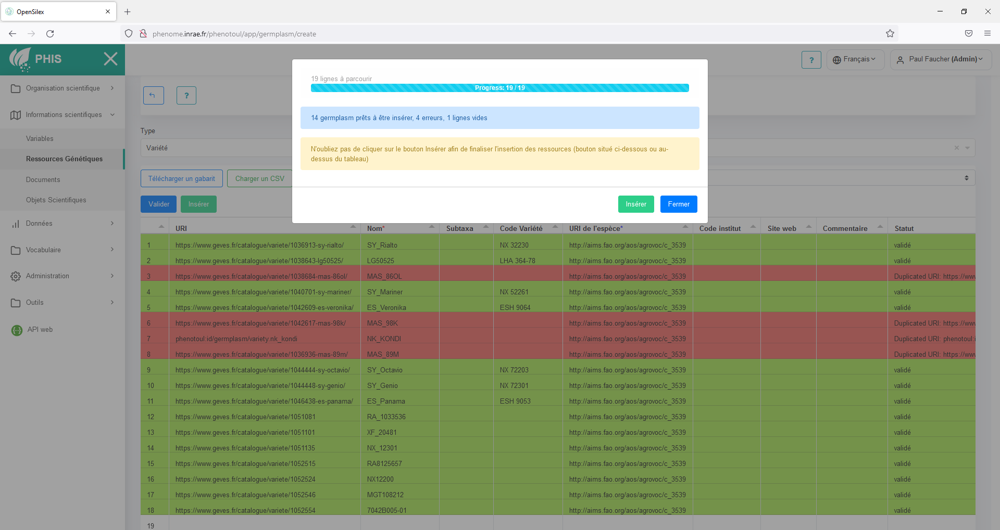 OpenSilex
phenome.inrae.fr/phenotoul/app/germplasm/create
PHIS
? Français Paul Faucher (Admin)
Organisation scientifique
Informations scientifiques
Variables
Ressources Génétiques
Documents
Objets Scientifiques
Données
Vocabulaire
Administration
Outils
API web
?
Type
Variété
Télécharger un gabarit Charger un CSV
Valider Insérer
19 lignes à parcourir
Progress: 19 / 19
14 germplasm prêts à être insérer, 4 erreurs, 1 lignes vides
N'oubliez pas de cliquer sur le bouton Insérer afin de finaliser l'insertion des ressources (bouton situé ci-dessous ou au-
dessus du tableau)
Insérer Fermer
URI Nom* Subtaxa Code Variété URI de l'espèce* Code institut Site web Commentaire Statut
1 https://www.geves.fr/catalogue/variete/1036913-sy-rialto/ SY_Rialto NX 32230 http://aims.fao.org/aos/agrovoc/c_3539 validé
2 https://www.geves.fr/catalogue/variete/1038643-lg50525/ LG50525 LHA 364-78 http://aims.fao.org/aos/agrovoc/c_3539 validé
3 https://www.geves.fr/catalogue/variete/1038684-mas-86ol/ MAS_86OL http://aims.fao.org/aos/agrovoc/c_3539 Duplicated URI: https://www
4 https://www.geves.fr/catalogue/variete/1040701-sy-mariner/ SY_Mariner NX 52261 http://aims.fao.org/aos/agrovoc/c_3539 validé
5 https://www.geves.fr/catalogue/variete/1042609-es-veronika/ ES_Veronika ESH 9064 http://aims.fao.org/aos/agrovoc/c_3539 validé
6 https://www.geves.fr/catalogue/variete/1042617-mas-98k/ MAS_98K http://aims.fao.org/aos/agrovoc/c_3539 Duplicated URI: https://www
7 phenotoul:id/germplasm/variety.nk_kondi NK_KONDI http://aims.fao.org/aos/agrovoc/c_3539 Duplicated URI: phenotoul:i
8 https://www.geves.fr/catalogue/variete/1036936-mas-89m/ MAS_89M http://aims.fao.org/aos/agrovoc/c_3539 Duplicated URI: https://www
9 https://www.geves.fr/catalogue/variete/1044444-sy-octavio/ SY_Octavio NX 72203 http://aims.fao.org/aos/agrovoc/c_3539 validé
10 https://www.geves.fr/catalogue/variete/1044448-sy-genio/ SY_Genio NX 72301 http://aims.fao.org/aos/agrovoc/c_3539 validé
11 https://www.geves.fr/catalogue/variete/1046438-es-panama/ ES_Panama ESH 9053 http://aims.fao.org/aos/agrovoc/c_3539 validé
12 https://www.geves.fr/catalogue/variete/1051081 RA_1033536 http://aims.fao.org/aos/agrovoc/c_3539 validé
13 https://www.geves.fr/catalogue/variete/1051101 XF_20481 http://aims.fao.org/aos/agrovoc/c_3539 validé
14 https://www.geves.fr/catalogue/variete/1051135 NX_12301 http://aims.fao.org/aos/agrovoc/c_3539 validé
15 https://www.geves.fr/catalogue/variete/1052515 RA8125657 http://aims.fao.org/aos/agrovoc/c_3539 validé
16 https://www.geves.fr/catalogue/variete/1052524 NX12200 http://aims.fao.org/aos/agrovoc/c_3539 validé
17 https://www.geves.fr/catalogue/variete/1052546 MGT108212 http://aims.fao.org/aos/agrovoc/c_3539 validé
18 https://www.geves.fr/catalogue/variete/1052554 7042B005-01 http://aims.fao.org/aos/agrovoc/c_3539 validé
19